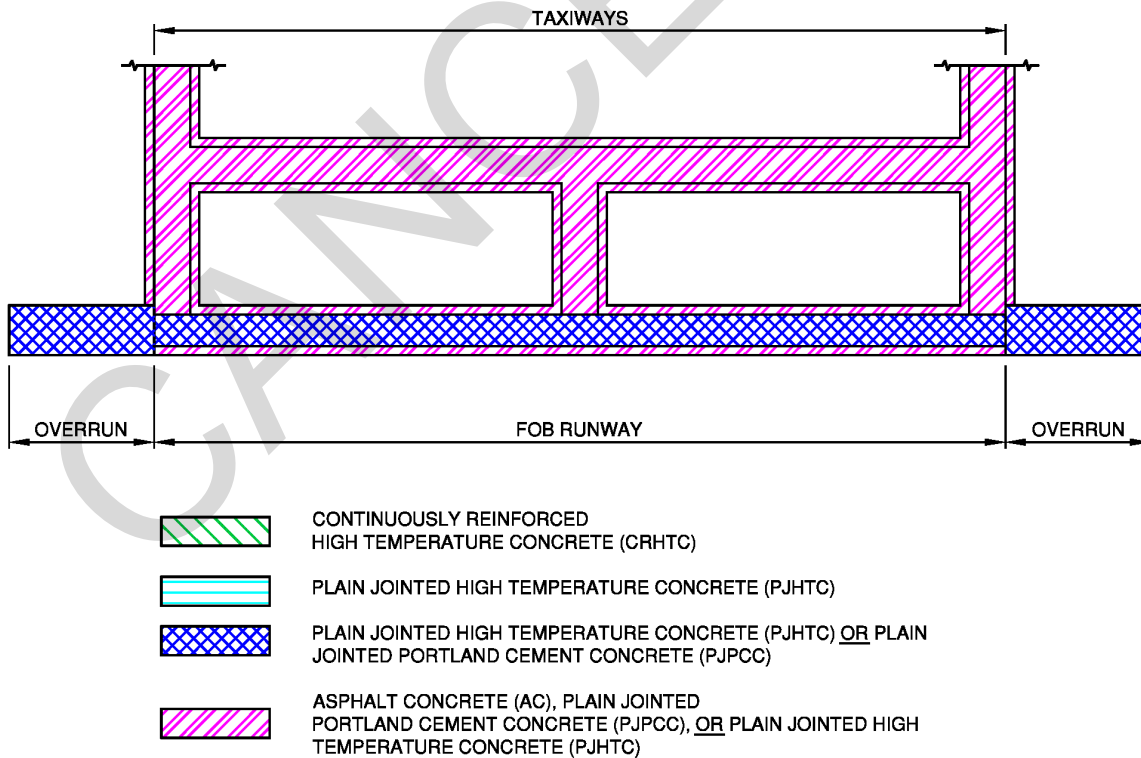 TAXIWAYS
CANCE
OVERRUN
FOB RUNWAY
OVERRUN
CONTINUOUSLY REINFORCED
HIGH TEMPERATURE CONCRETE (CRHTC)
PLAIN JOINTED HIGH TEMPERATURE CONCRETE (PJHTC)
PLAIN JOINTED HIGH TEMPERATURE CONCRETE (PJHTC) OR PLAIN
JOINTED PORTLAND CEMENT CONCRETE (PJPCC)
ASPHALT CONCRETE (AC), PLAIN JOINTED
PORTLAND CEMENT CONCRETE (PJPCC), OR PLAIN JOINTED HIGH
TEMPERATURE CONCRETE (PJHTC)